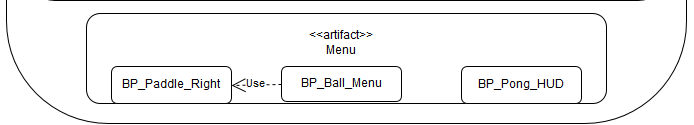 <<artifact>>
Menu
BP_Paddle_Right
Use
BP_Ball_Menu
BP_Pong_HUD